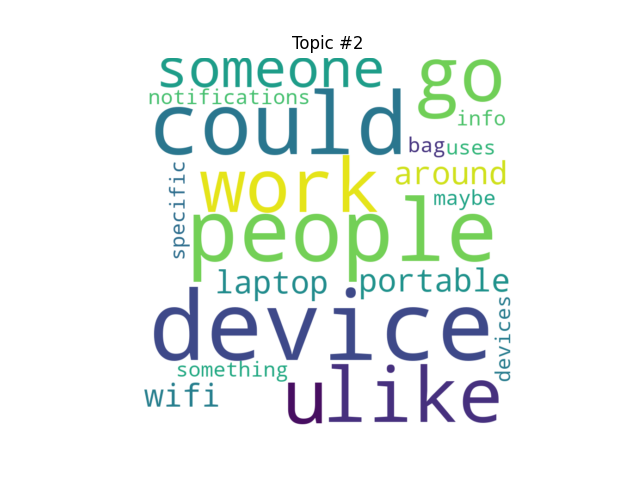 Topic #2
someone
go
notifications
could
info
bag
uses
work
around
specific
maybe
people
laptop
portable
device
devices
something
wifi
u
like